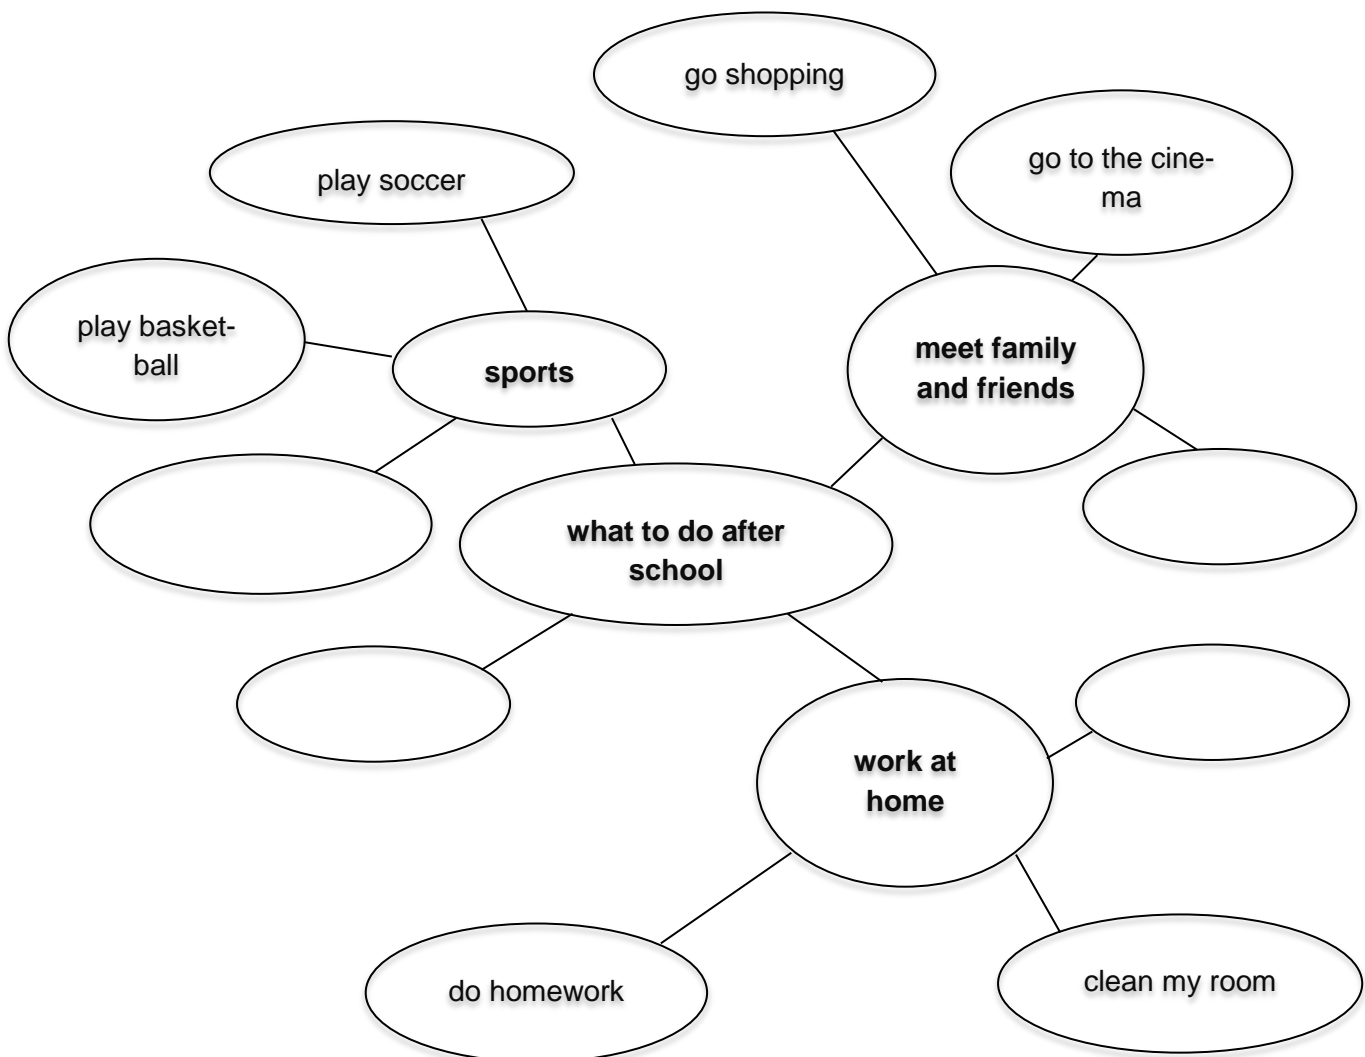 go shopping
go to the cine-
ma
play soccer
play basket-
ball
sports
meet family
and friends
what to do after
school
work at
home
do homework
clean my room